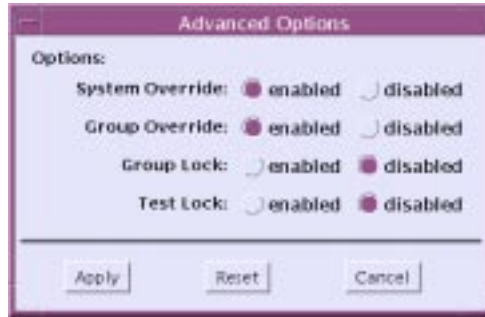 Advanced Options
Options:
System Override: enabled disabled
Group Override: enabled disabled
Group Lock: enabled disabled
Test Lock: enabled disabled
Apply Reset Cancel